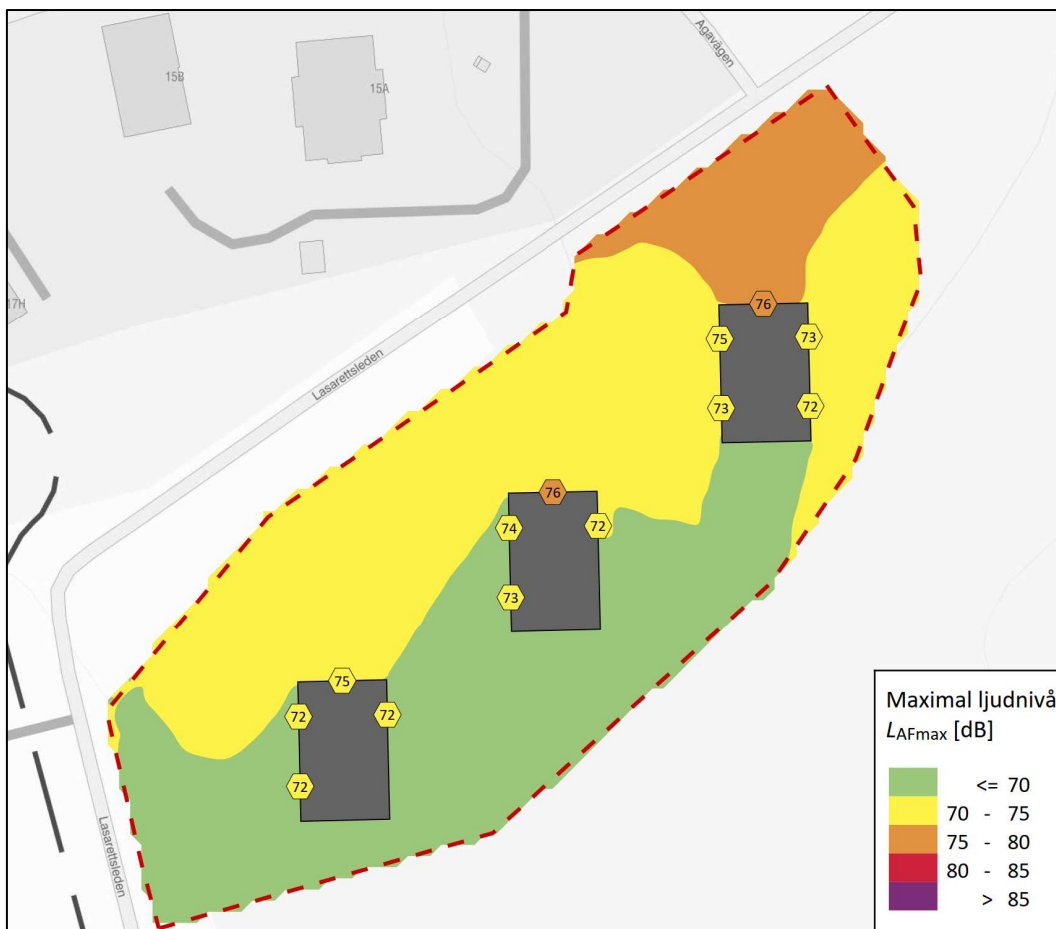 Agavägen
15B
15A
17H
Lasarettsleden
76
75
73
73
72
76
74
72
73
75
72
72
72
Lasarettsleden
Maximal ljudnivå
LAFmax [dB]
<= 70
70 - 75
75 - 80
80 - 85
> 85